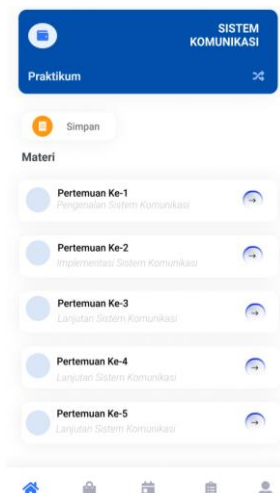 SISTEM
KOMUNIKASI
Praktikum
Simpan
Materi
Pertemuan Ke-1
Pengenalan Sistem Komunikasi
Pertemuan Ke-2
Implementasi Sistem Komunikasi
Pertemuan Ke-3
Lanjutan Sistem Komunikasi
Pertemuan Ke-4
Lanjutan Sistem Komunikasi
Pertemuan Ke-5
Lanjutan Sistem Komunikasi